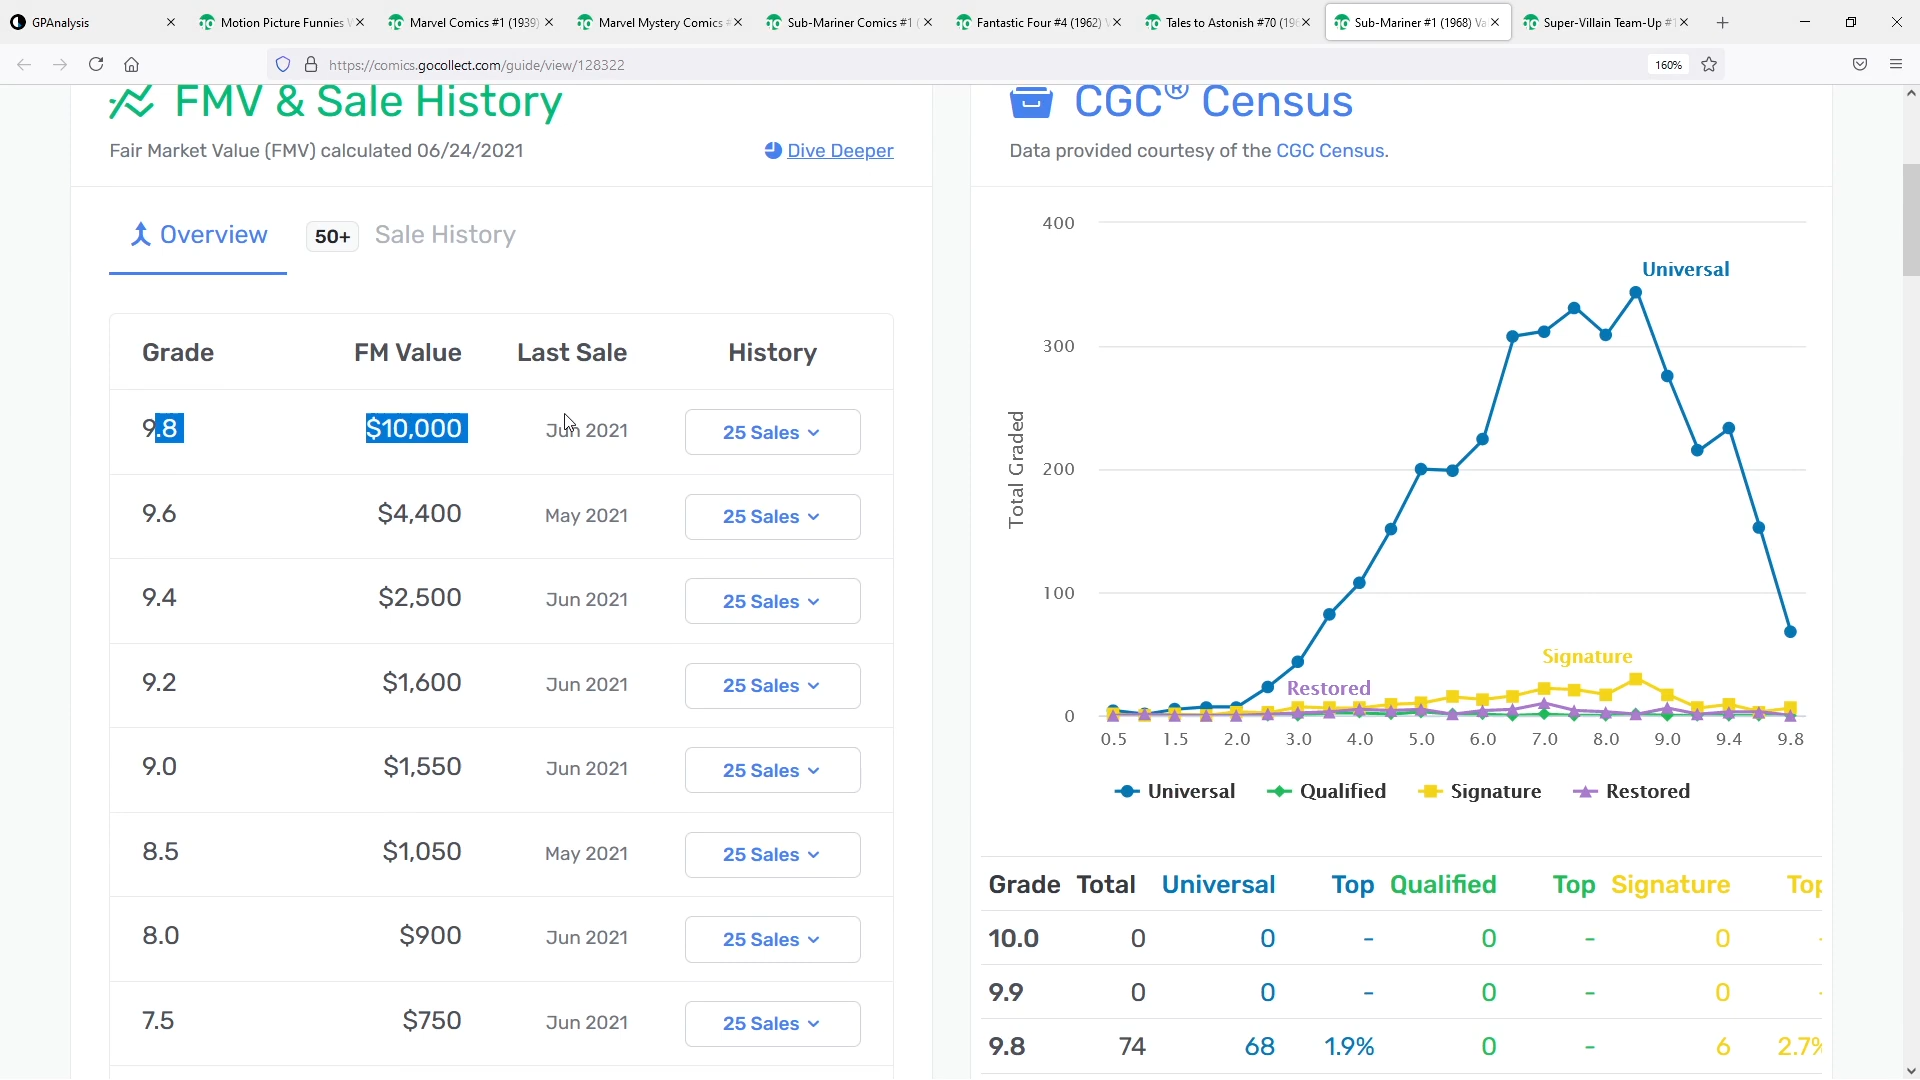 GPAnalysis
Motion Picture Funnies
Marvel Comics #1 (1939)
Marvel Mystery Comics
Sub-Mariner Comics #1 (
Fantastic Four #4 (1962)
Tales to Astonish #70 (196
Sub-Mariner #1 (1968) Va
Super-Villain Team-Up #1
https://comics.gocollect.com/guide/view/128322
160%
FMV & Sale History
Fair Market Value (FMV) calculated 06/24/2021
Dive Deeper
Overview
50+ Sale History
Grade FM Value Last Sale History
9.8 $10,000 Jun 2021 25 Sales
9.6 $4,400 May 2021 25 Sales
9.4 $2,500 Jun 2021 25 Sales
9.2 $1,600 Jun 2021 25 Sales
9.0 $1,550 Jun 2021 25 Sales
8.5 $1,050 May 2021 25 Sales
8.0 $900 Jun 2021 25 Sales
7.5 $750 Jun 2021 25 Sales
CGC® Census
Data provided courtesy of the CGC Census.
400
300
200
100
0
Total Graded
Universal
Signature
Restored
0.5 1.5 2.0 3.0 4.0 5.0 6.0 7.0 8.0 9.0 9.4 9.8
Universal Qualified Signature Restored
Grade Total Universal Top Qualified Top Signature Top
10.0 0 0 - 0 - 0 -
9.9 0 0 - 0 - 0 -
9.8 74 68 1.9% 0 - 6 2.7%